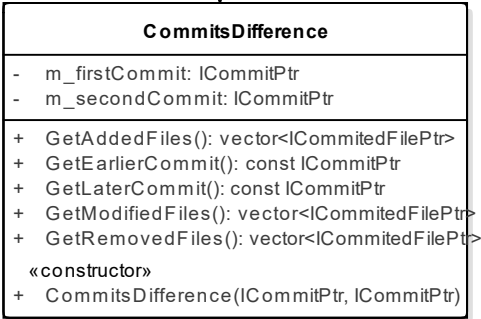 CommitsDifference
- m_firstCommit: ICommitPtr
- m_secondCommit: ICommitPtr
+ GetAddedFiles(): vector<ICommitedFilePtr>
+ GetEarlierCommit(): const ICommitPtr
+ GetLaterCommit(): const ICommitPtr
+ GetModifiedFiles(): vector<ICommitedFilePtr>
+ GetRemovedFiles(): vector<ICommitedFilePtr>
«constructor»
+ CommitsDifference(ICommitPtr, ICommitPtr)